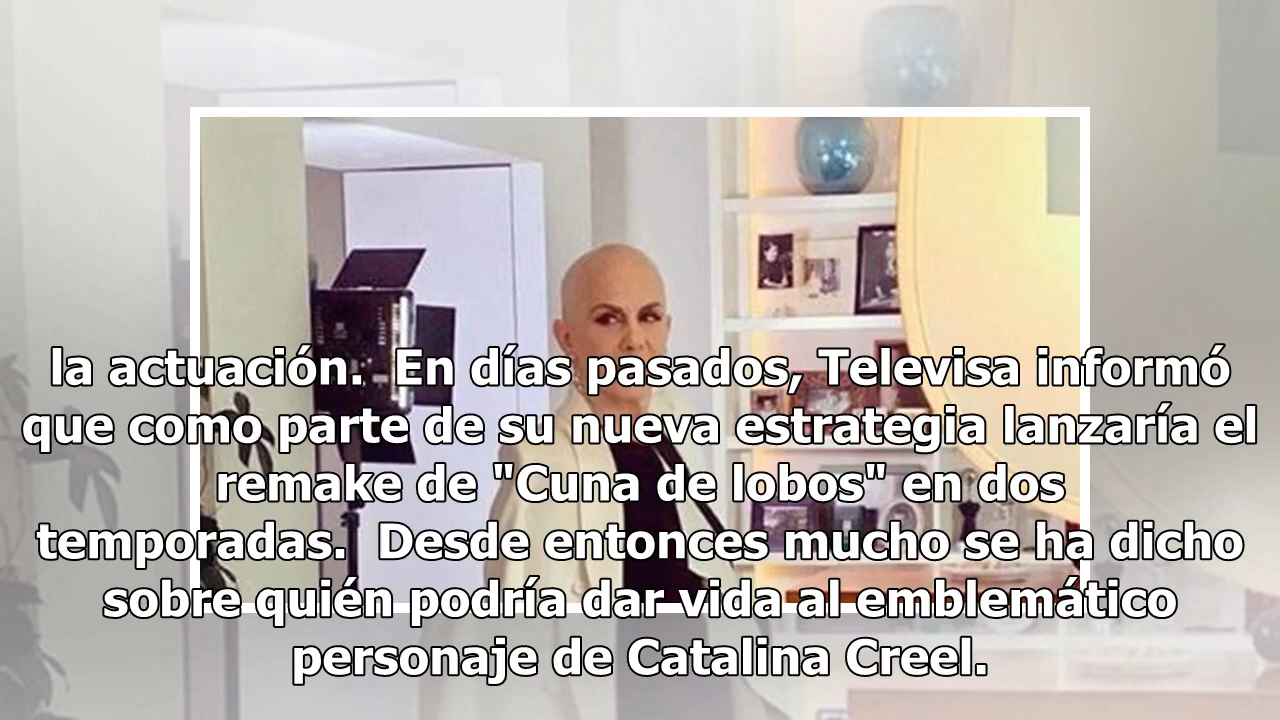 la actuación.  En días pasados, Televisa informó
que como parte de su nueva estrategia lanzaría el
remake de "Cuna de lobos" en dos
temporadas.  Desde entonces mucho se ha dicho
sobre quién podría dar vida al emblemático
personaje de Catalina Creel.